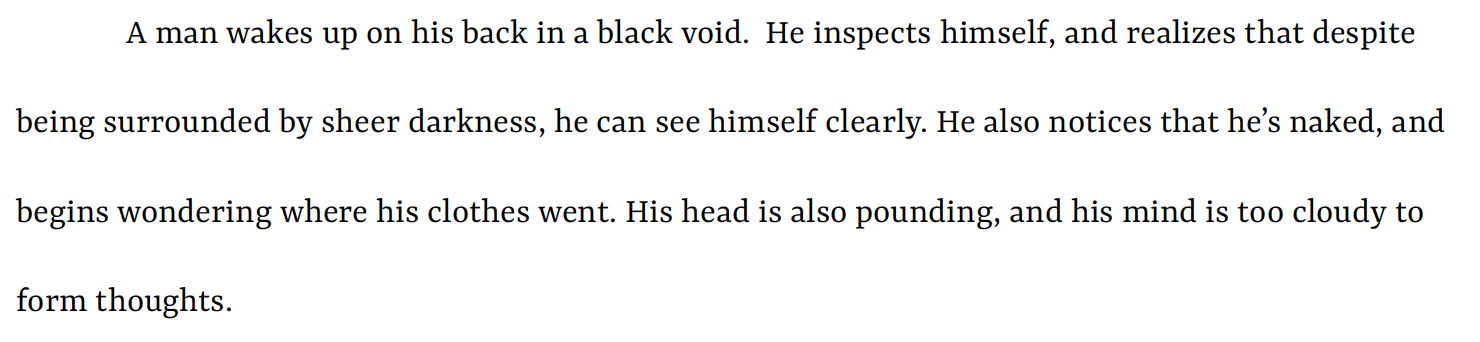 A man wakes up on his back in a black void.  He inspects himself, and realizes that despite
being surrounded by sheer darkness, he can see himself clearly. He also notices that he’s naked, and
begins wondering where his clothes went. His head is also pounding, and his mind is too cloudy to
form thoughts.